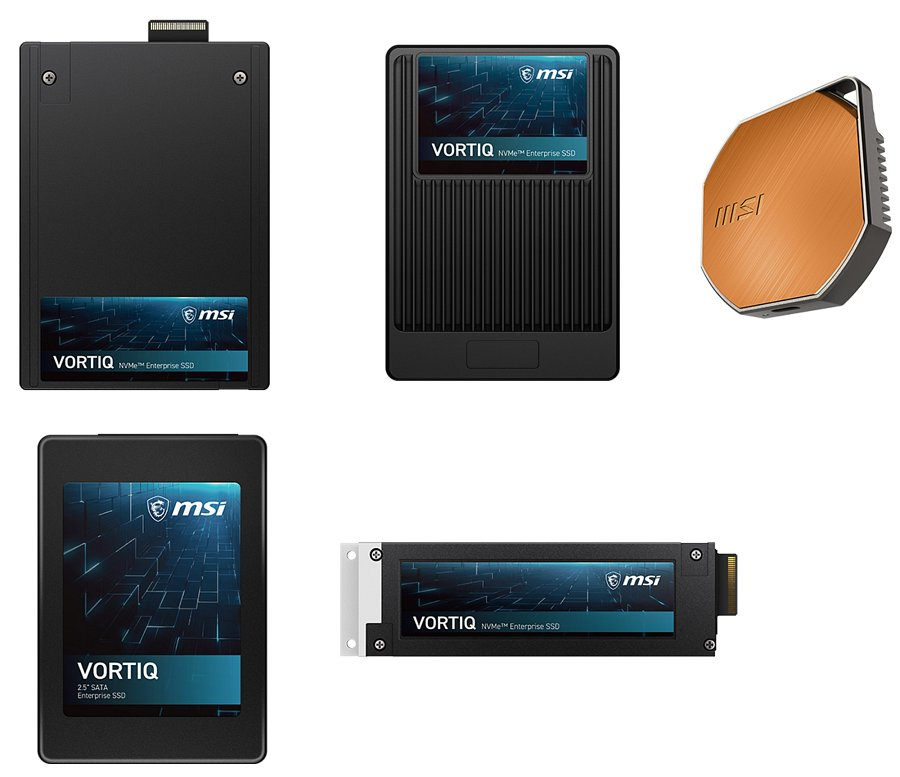 msi
VORTIQ NVMe™ Enterprise SSD
msi
VORTIQ NVMe™ Enterprise SSD
MSI
msi
VORTIQ
2.5" SATA
Enterprise SSD
msi
VORTIQ NVMe™ Enterprise SSD